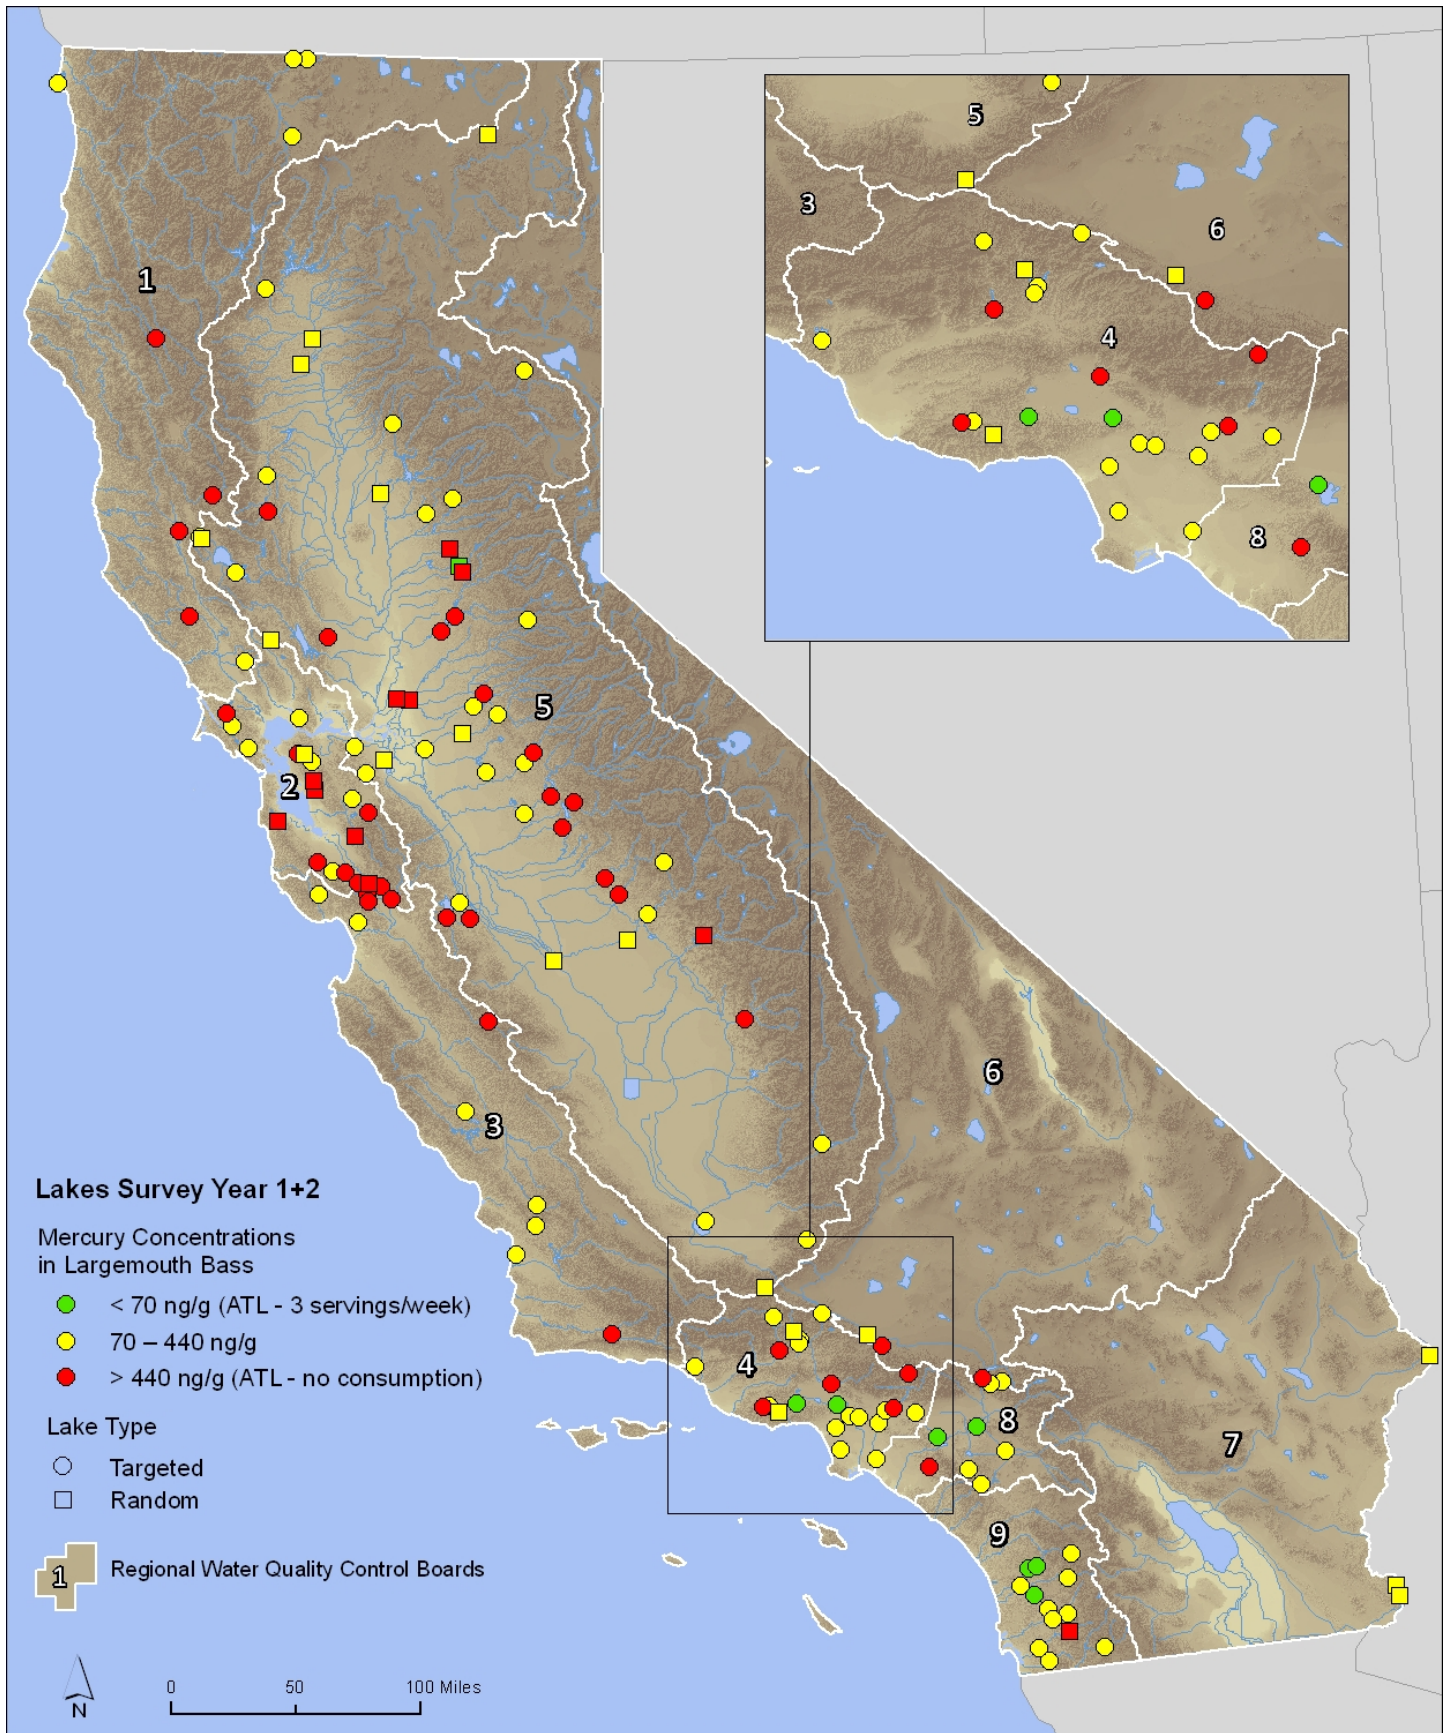 5
3
6
4
8
1
5
2
6
3
4
8
7
9
Lakes Survey Year 1+2
Mercury Concentrations
in Largemouth Bass
< 70 ng/g (ATL - 3 servings/week)
70 – 440 ng/g
> 440 ng/g (ATL - no consumption)
Lake Type
Targeted
Random
1 Regional Water Quality Control Boards
N
0 50 100 Miles